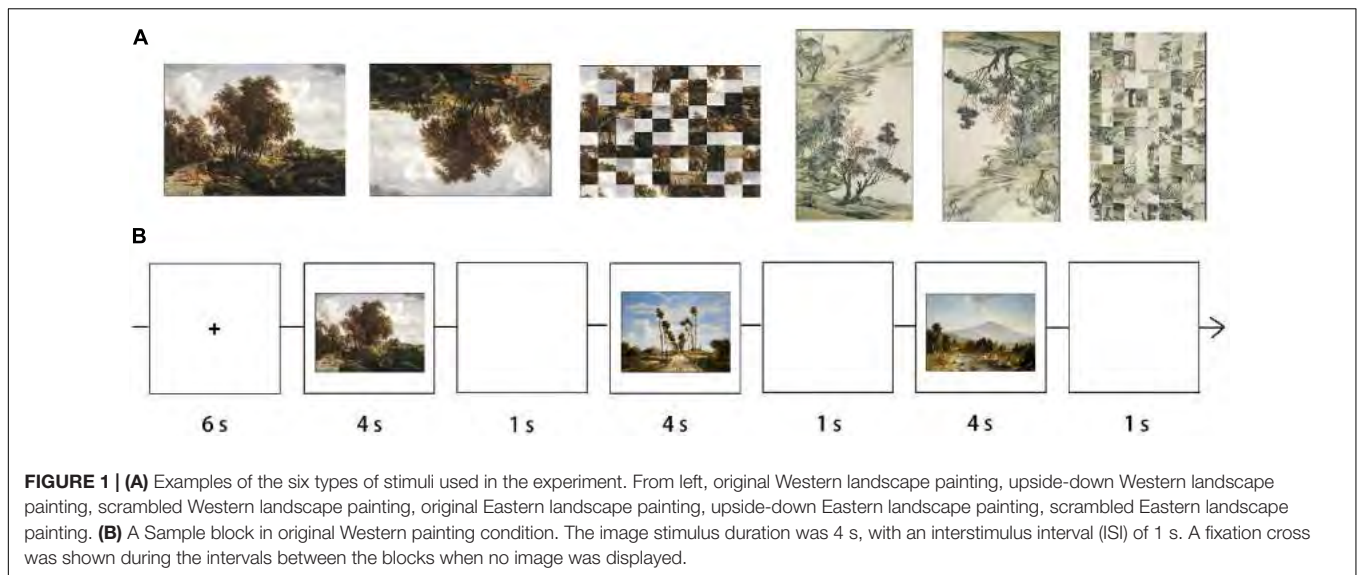 A
B
+
6 s
4 s
1 s
4 s
1 s
4 s
1 s
FIGURE 1 | (A) Examples of the six types of stimuli used in the experiment. From left, original Western landscape painting, upside-down Western landscape
painting, scrambled Western landscape painting, original Eastern landscape painting, upside-down Eastern landscape painting, scrambled Eastern landscape
painting. (B) A Sample block in original Western painting condition. The image stimulus duration was 4 s, with an interstimulus interval (ISI) of 1 s. A fixation cross
was shown during the intervals between the blocks when no image was displayed.